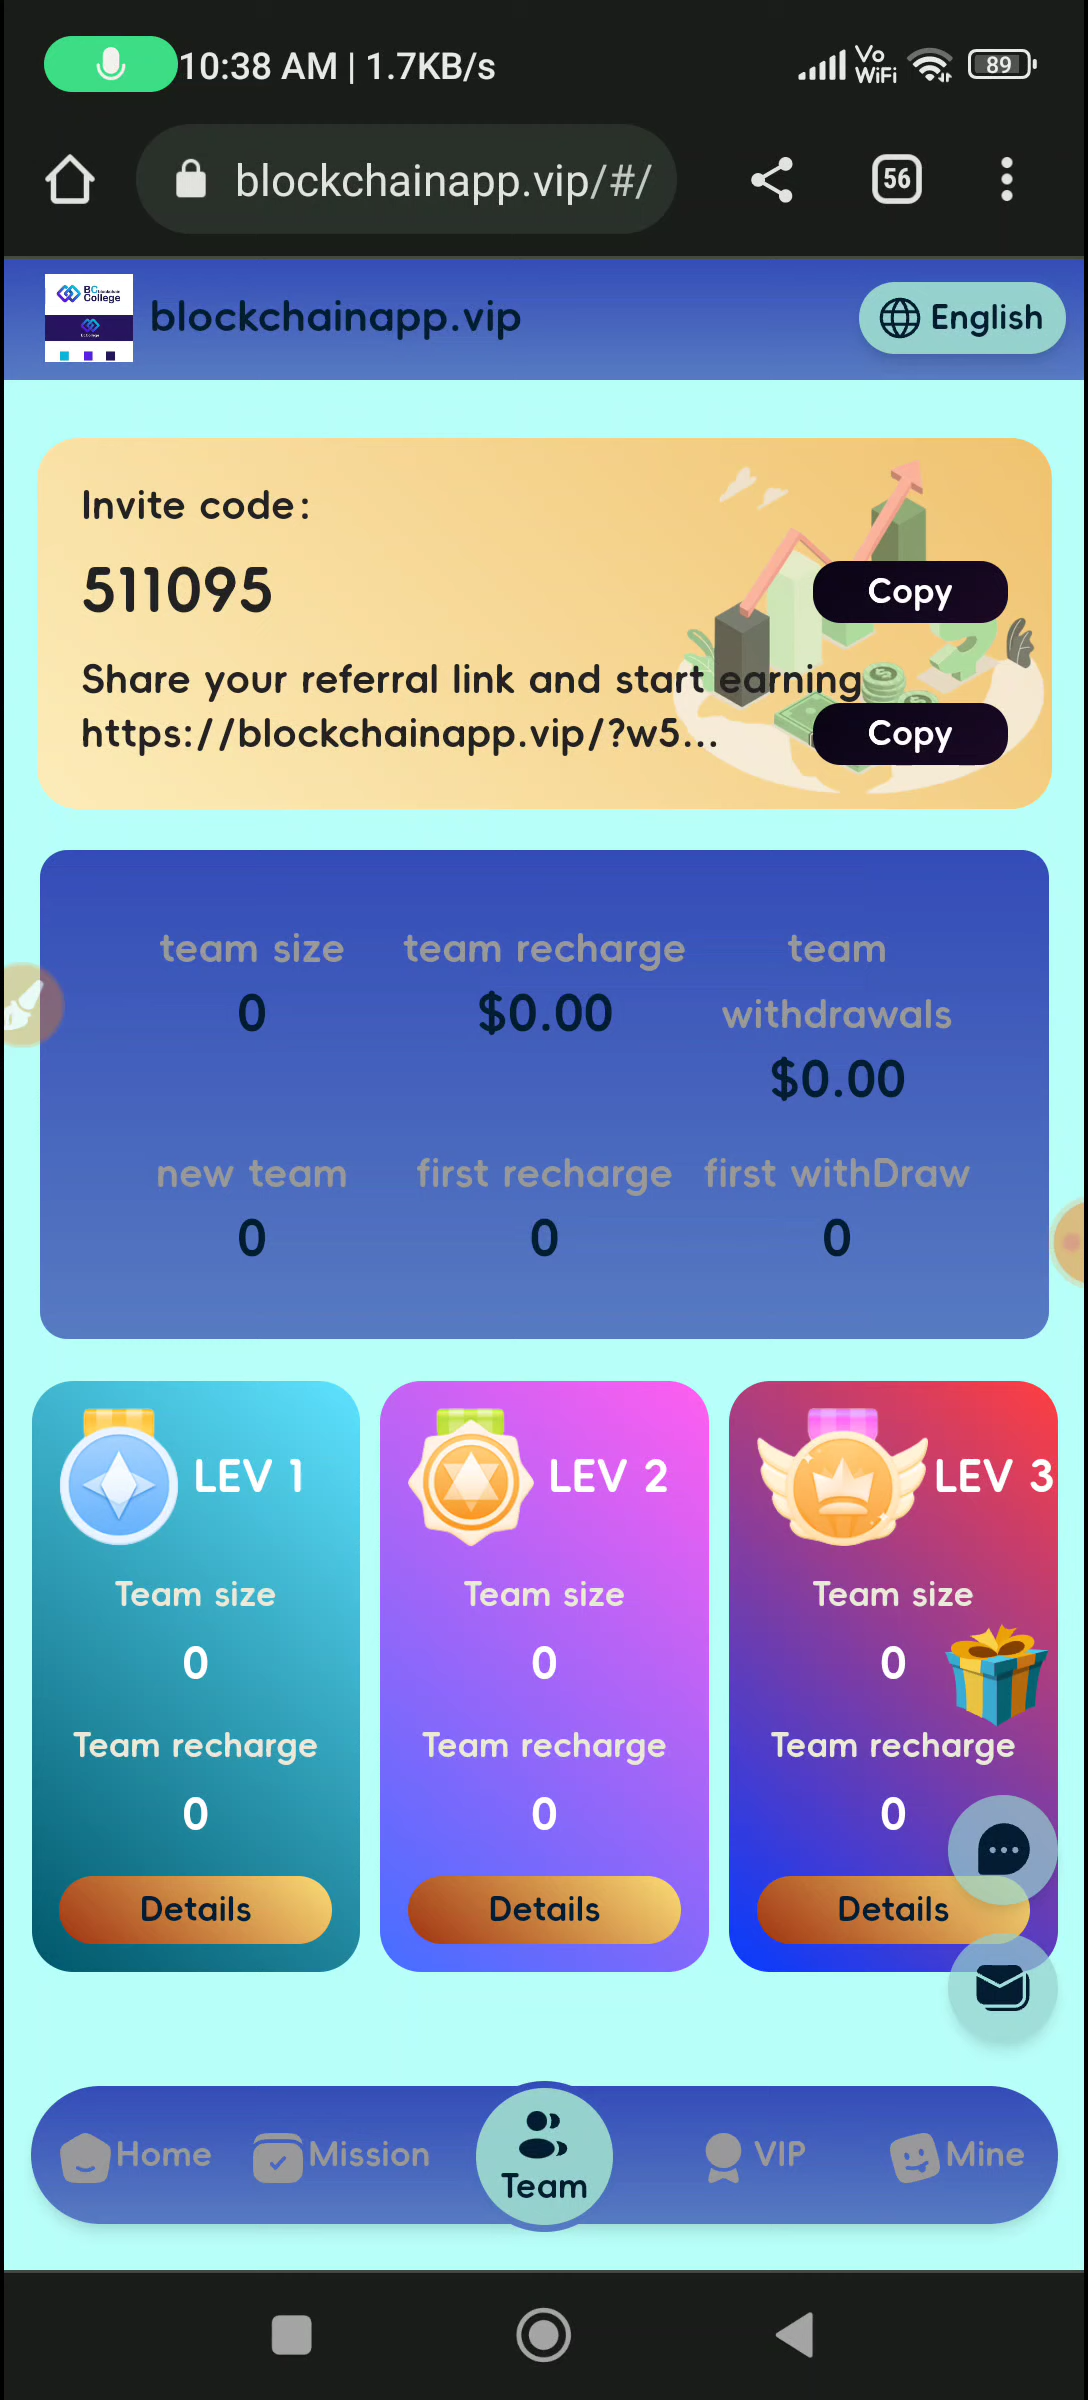 10:38 AM | 1.7KB/s
Vo
WiFi
89
blockchainapp.vip/#/
56
BC blockchain
College
blockchainapp.vip
English
Invite code:
511095
Copy
Share your referral link and start earning
https://blockchainapp.vip/?w5...
Copy
team size
0
team recharge
$0.00
team
withdrawals
$0.00
new team
0
first recharge
0
first withDraw
0
LEV 1
Team size
0
Team recharge
0
Details
LEV 2
Team size
0
Team recharge
0
Details
LEV 3
Team size
0
Team recharge
0
Details
Home
Mission
Team
VIP
Mine